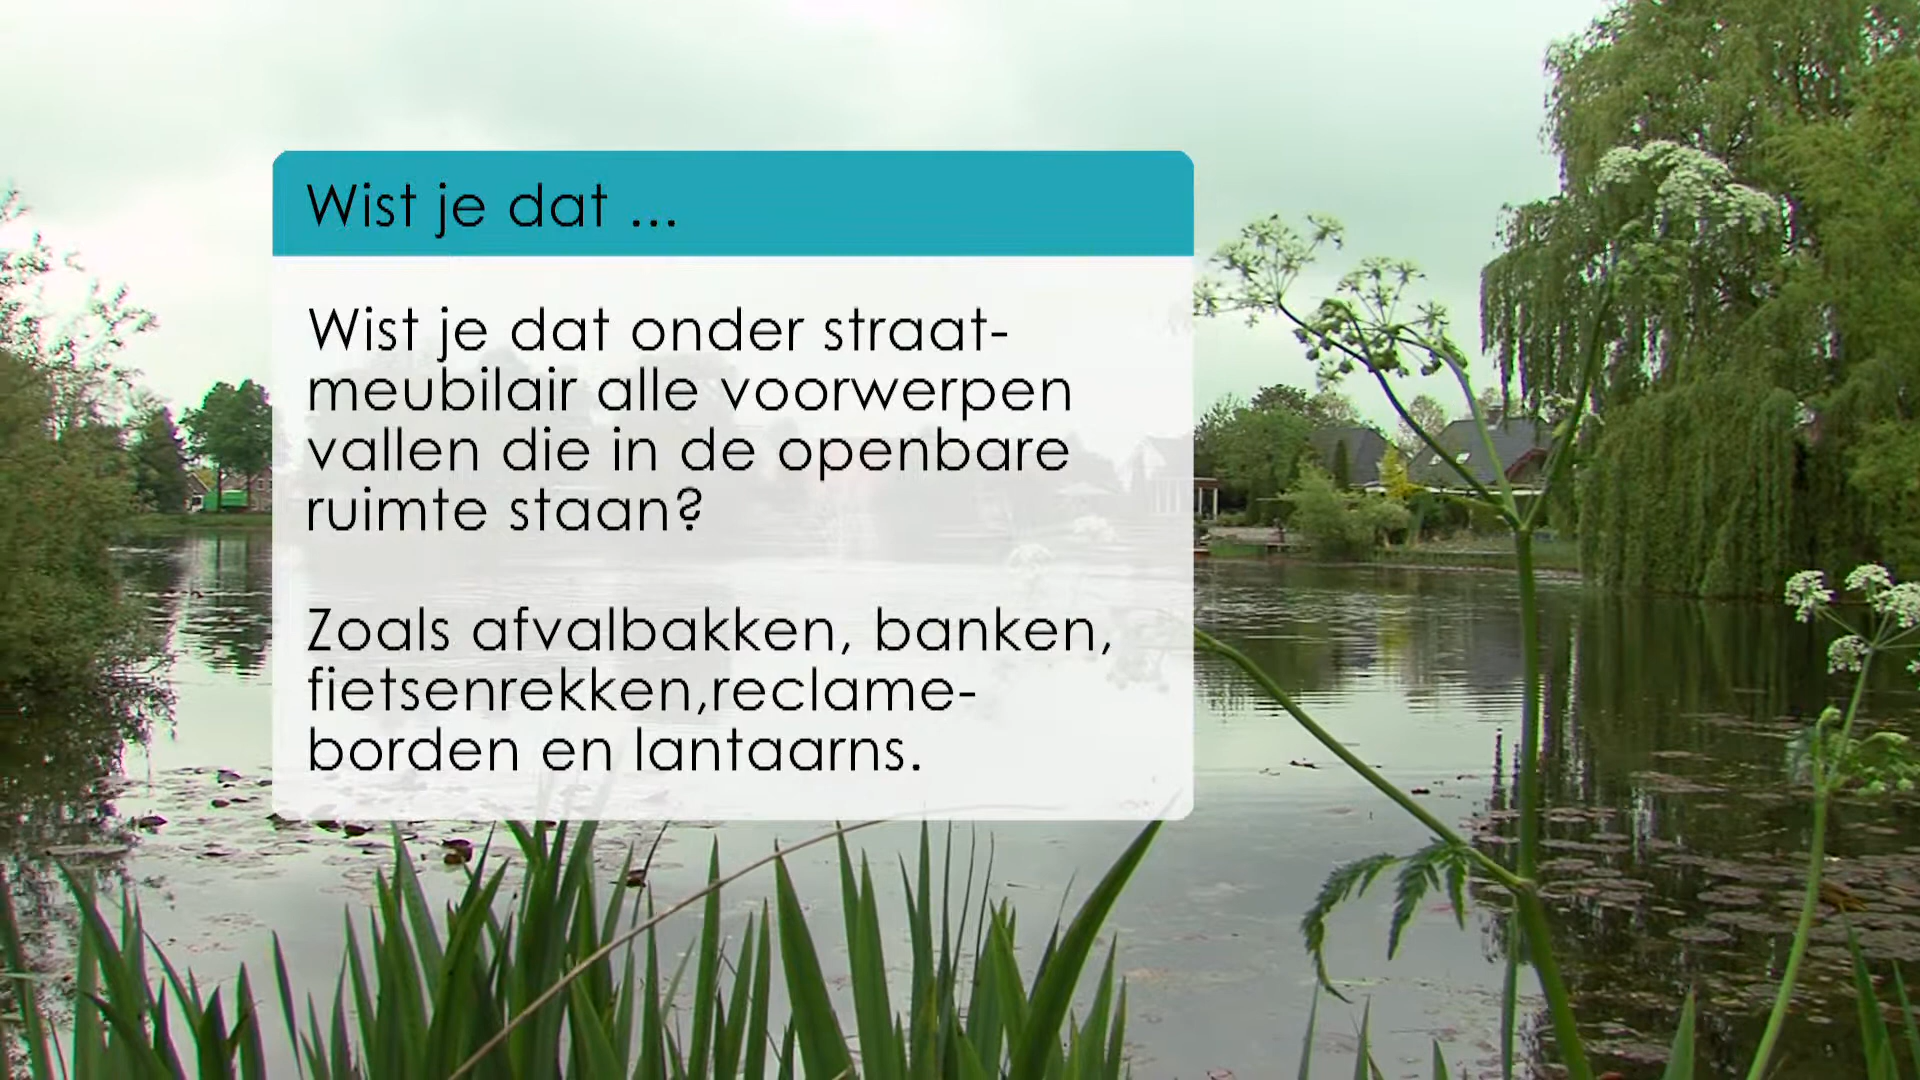 Wist je dat ...
Wist je dat onder straat-
meubilair alle voorwerpen
vallen die in de openbare
ruimte staan?
Zoals afvalbakken, banken,
fietsenrekken,reclame-
borden en lantaarns.